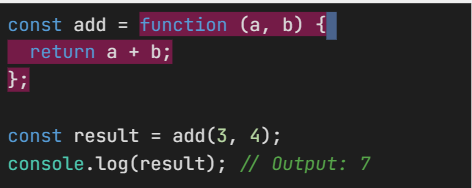 const add = function (a, b) {
  return a + b;
};

const result = add(3, 4);
console.log(result); // Output: 7